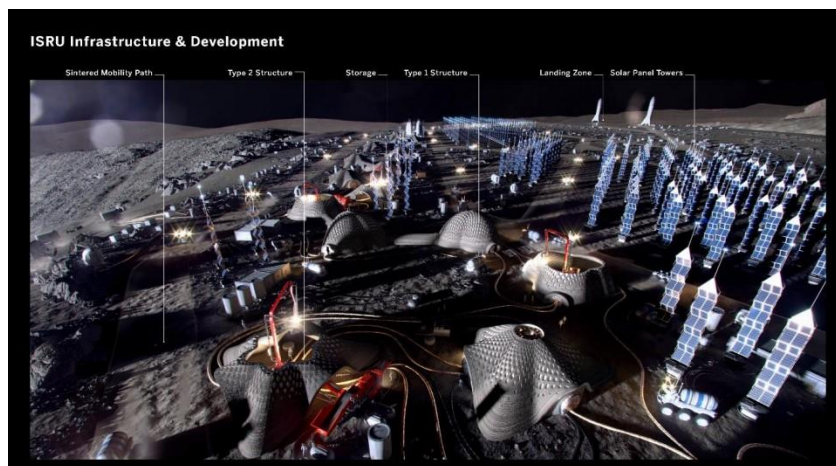 ISRU Infrastructure & Development
Sintered Mobility Path
Type 2 Structure
Storage
Type 1 Structure
Landing Zone
Solar Panel Towers